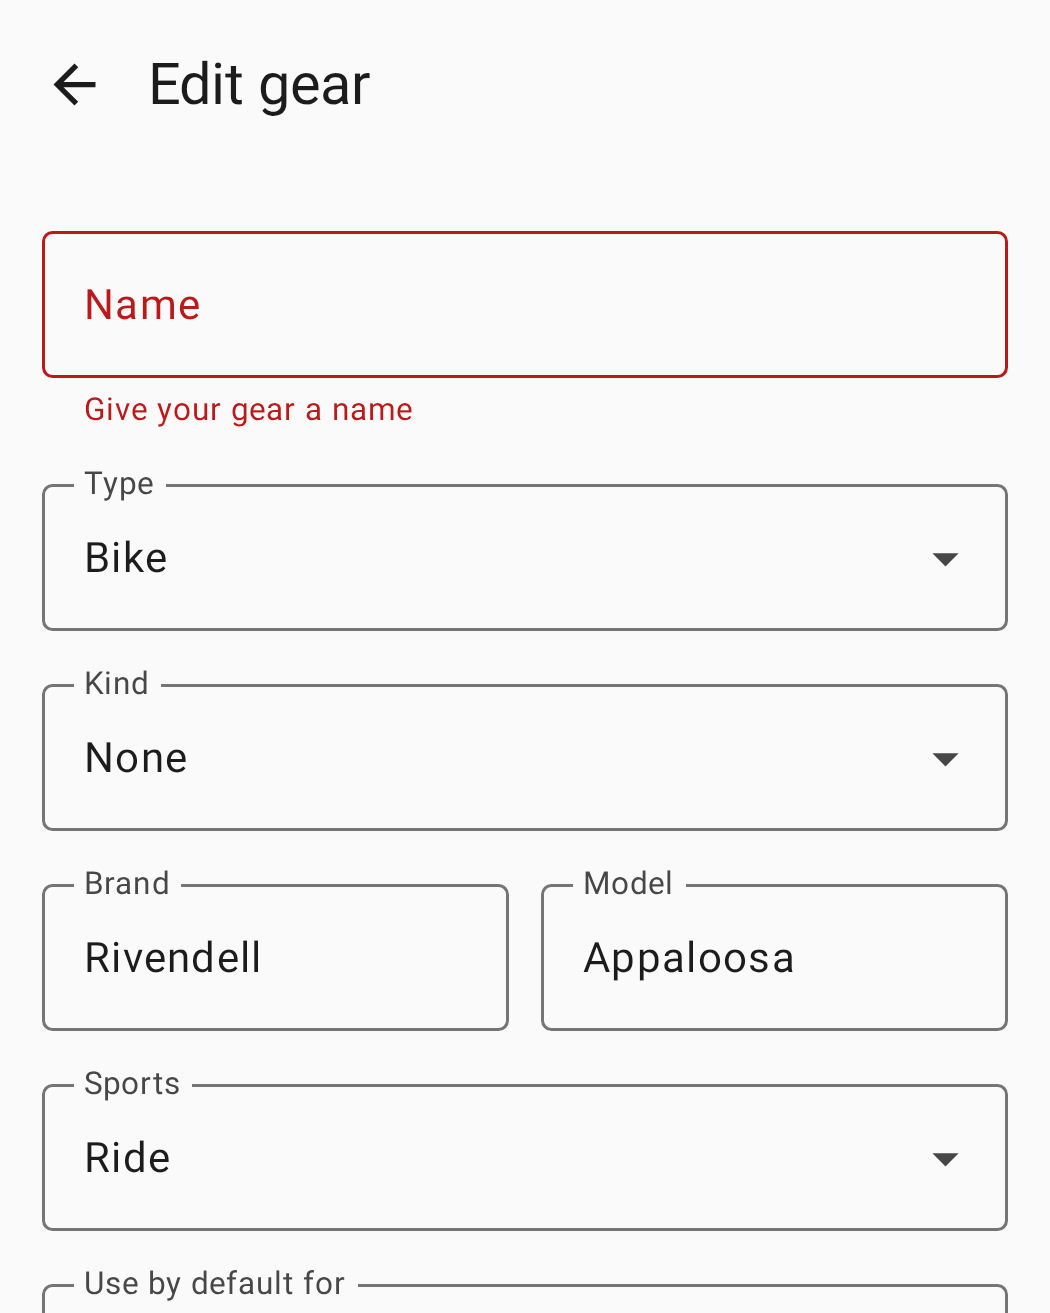 Edit gear
Name
Give your gear a name
Type
Bike
Kind
None
Brand
Rivendell
Model
Appaloosa
Sports
Ride
Use by default for